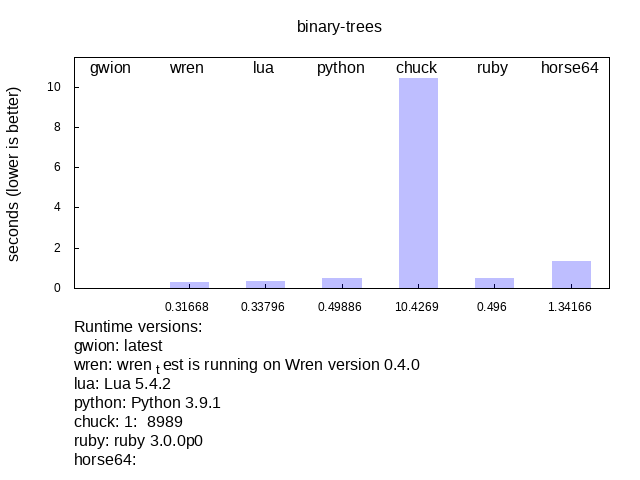 binary-trees
gwion wren lua python chuck ruby horse64
seconds (lower is better)
10
8
6
4
2
0
0.31668 0.33796 0.49886 10.4269 0.496 1.34166
Runtime versions:
gwion: latest
wren: wren test is running on Wren version 0.4.0
lua: Lua 5.4.2
python: Python 3.9.1
chuck: 1:  8989
ruby: ruby 3.0.0p0
horse64: